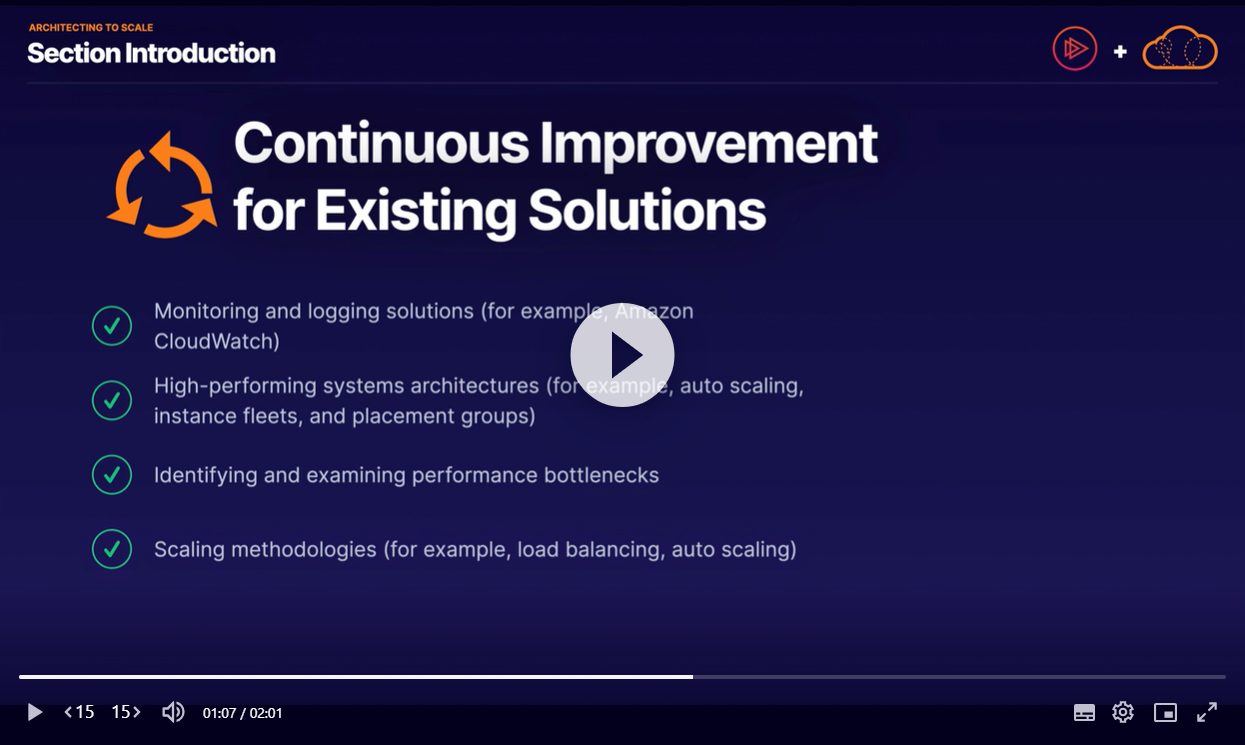 ARCHITECTING TO SCALE
Section Introduction
+
Continuous Improvement
for Existing Solutions
Monitoring and logging solutions (for example, Amazon
CloudWatch)
High-performing systems architectures (for example, auto scaling,
instance fleets, and placement groups)
Identifying and examining performance bottlenecks
Scaling methodologies (for example, load balancing, auto scaling)
<15 15> 01:07 / 02:01